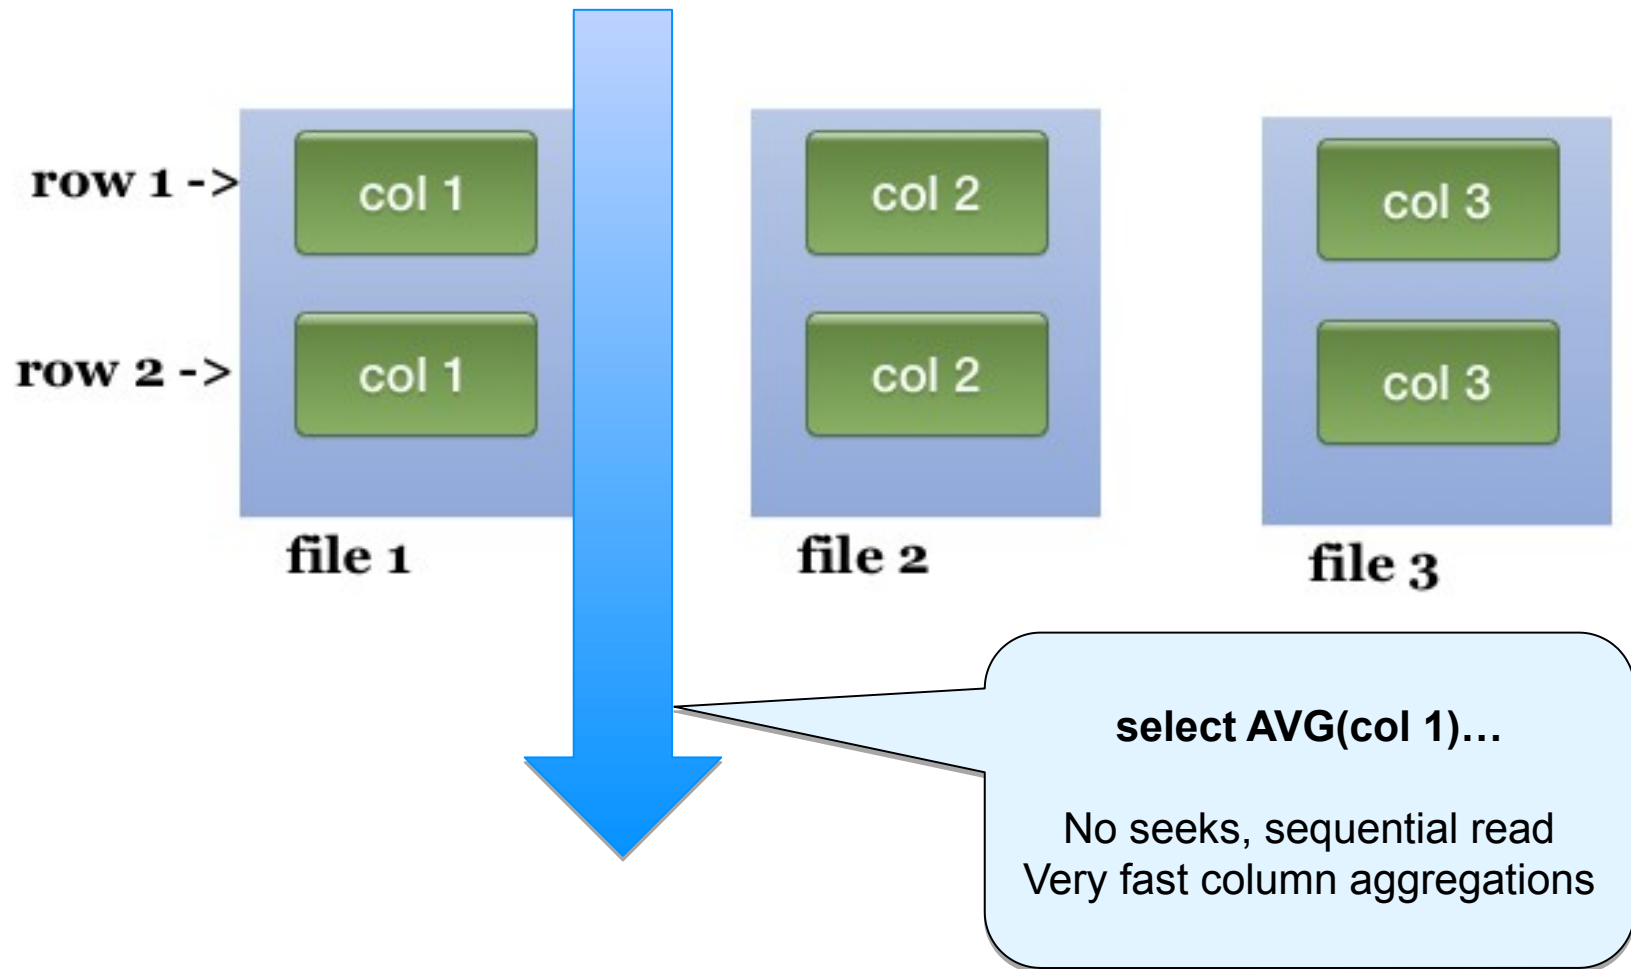 row 1 ->
col 1
col 2
col 3
row 2 ->
col 1
col 2
col 3
file 1
file 2
file 3
select AVG(col 1)…
No seeks, sequential read
Very fast column aggregations